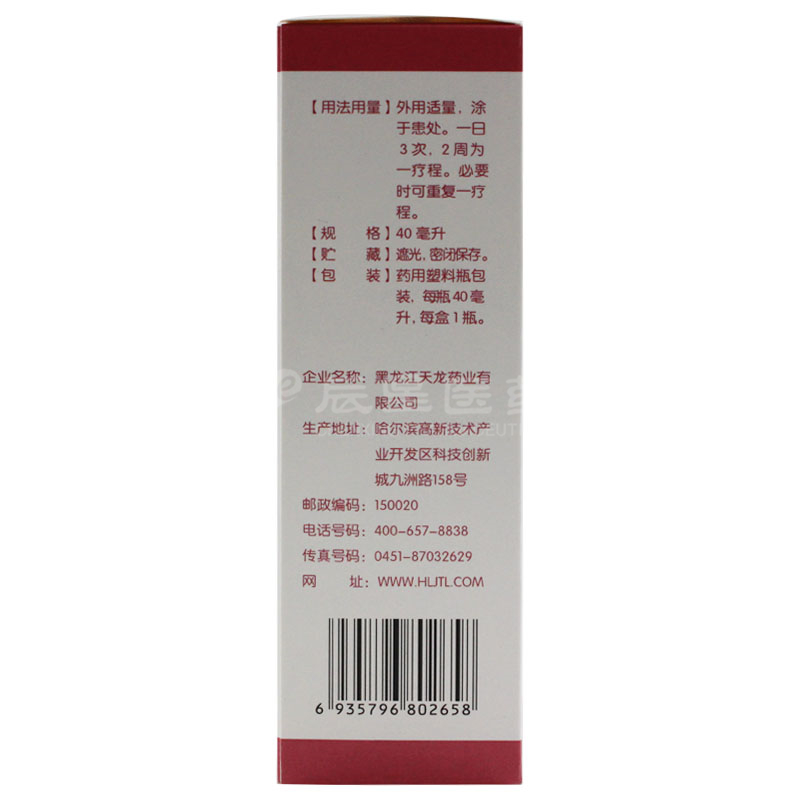 【用法用量】外用适量，涂
于患处。一日
3次，2周为
一疗程。必要
时可重复一疗
程。
【规 格】40毫升
【贮 藏】遮光，密闭保存。
【包 装】药用塑料瓶包
装，每瓶40毫
升，每盒1瓶。
企业名称：黑龙江天龙药业有
限公司
生产地址：哈尔滨高新技术产
业开发区科技创新
城九洲路158号
邮政编码：150020
电话号码：400-657-8838
传真号码：0451-87032629
网 址：WWW.HLJTL.COM
6 935796 802658